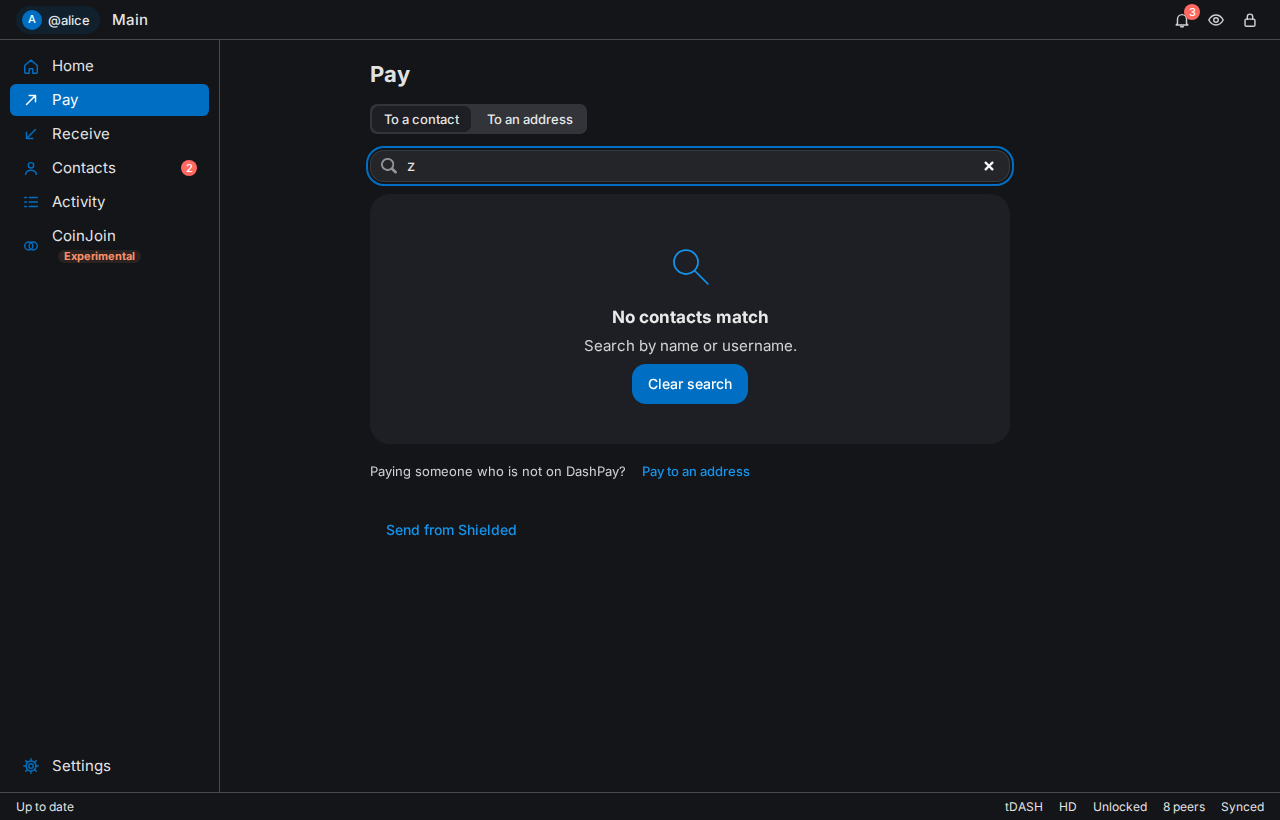 A @alice Main 3
Home
Pay
Receive
Contacts 2
Activity
CoinJoin
Experimental
Settings
Pay
To a contact To an address
z
No contacts match
Search by name or username.
Clear search
Paying someone who is not on DashPay? Pay to an address
Send from Shielded
Up to date tDASH HD Unlocked 8 peers Synced